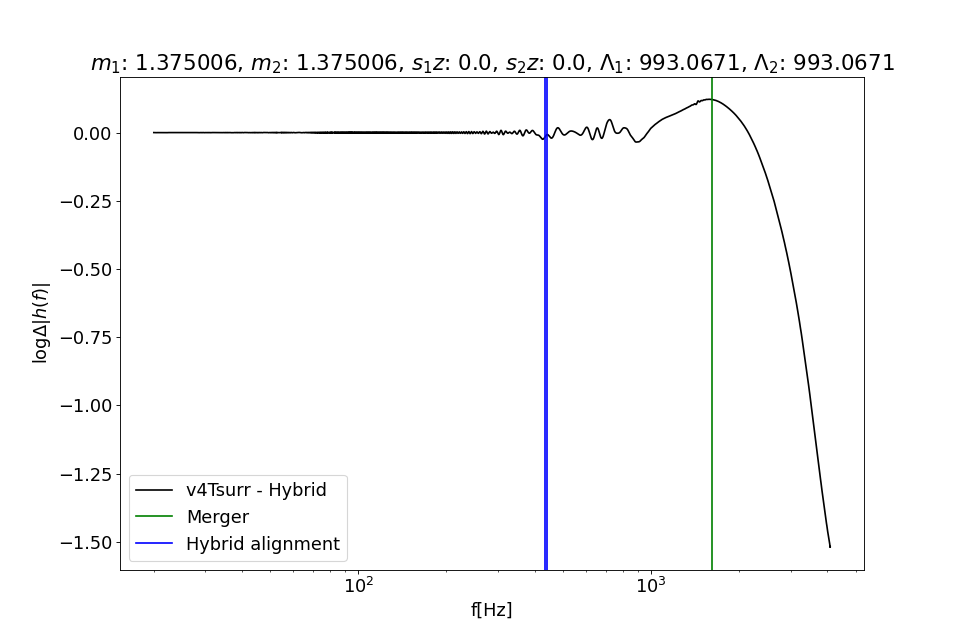 m₁: 1.375006, m₂: 1.375006, s₁z: 0.0, s₂z: 0.0, Λ₁: 993.0671, Λ₂: 993.0671
0.00
−0.25
−0.50
−0.75
−1.00
−1.25
−1.50
logΔ|h(f)|
v4Tsurr - Hybrid
Merger
Hybrid alignment
10² 10³
f[Hz]